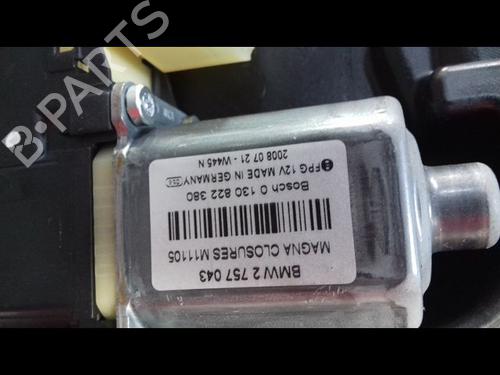 BMW 2 757 043
MAGNA CLOSURES M11105
Bosch 0 130 822 380
FPG 12V MADE IN GERMANY
2008 07 21 - W445 N
B-PARTS